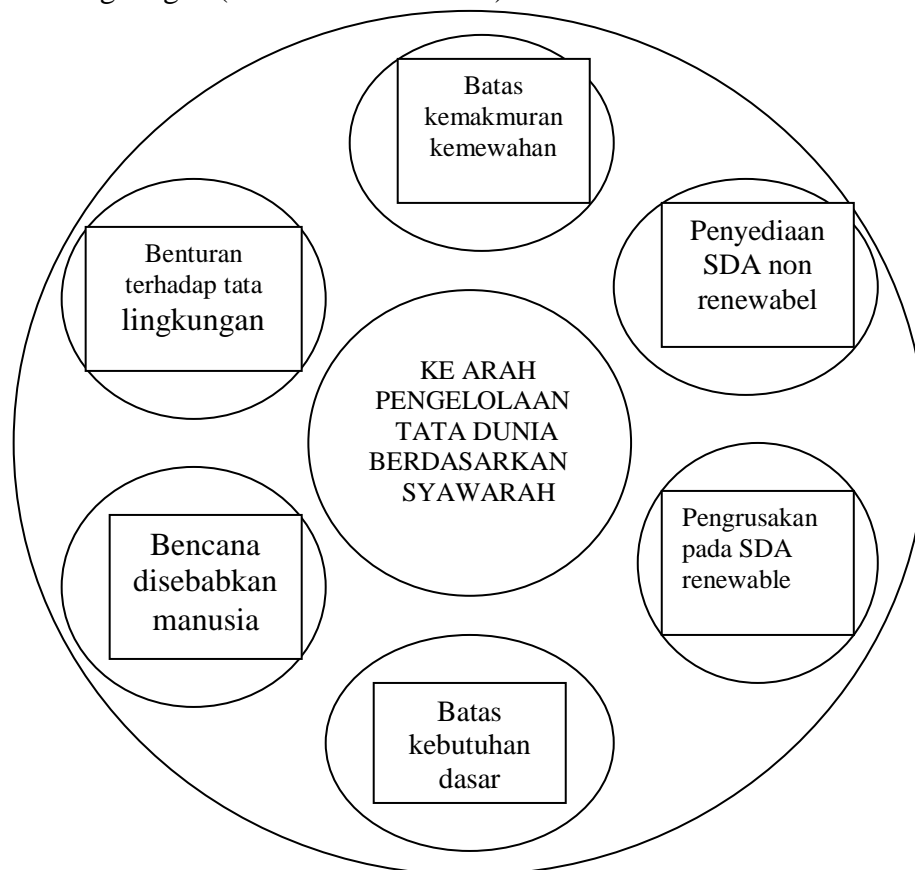 Batas
kemakmuran
kemewahan
Benturan
terhadap tata
lingkungan
Penyediaan
SDA non
renewabel
KE ARAH
PENGELOLAAN
TATA DUNIA
BERDASARKAN
SYAWARAH
Bencana
disebabkan
manusia
Pengrusakan
pada SDA
renewable
Batas
kebutuhan
dasar